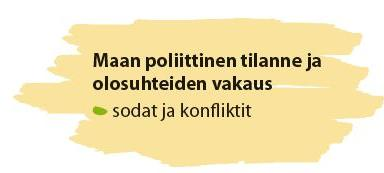 Maan poliittinen tilanne ja
olosuhteiden vakaus
sodat ja konfliktit